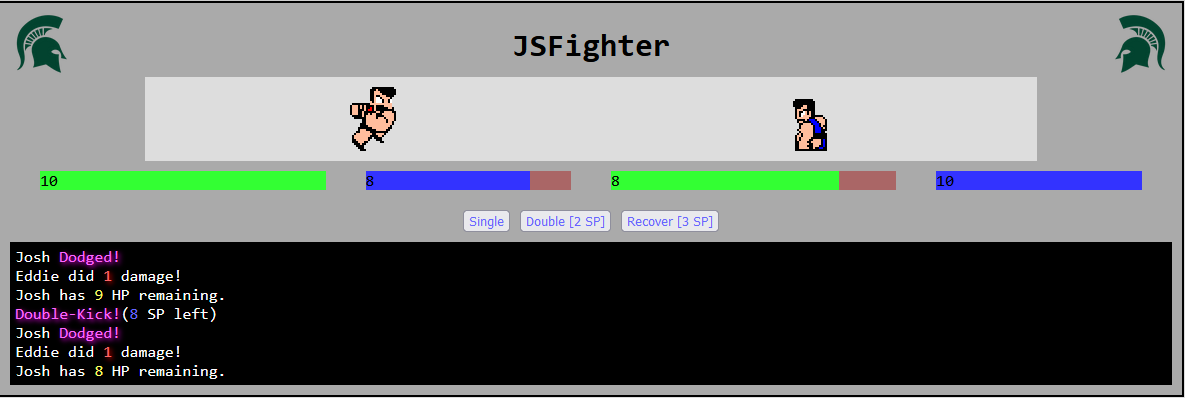 JSFighter
10 8 8 10
Single Double [2 SP] Recover [3 SP]
Josh Dodged!
Eddie did 1 damage!
Josh has 9 HP remaining.
Double-Kick!(8 SP left)
Josh Dodged!
Eddie did 1 damage!
Josh has 8 HP remaining.